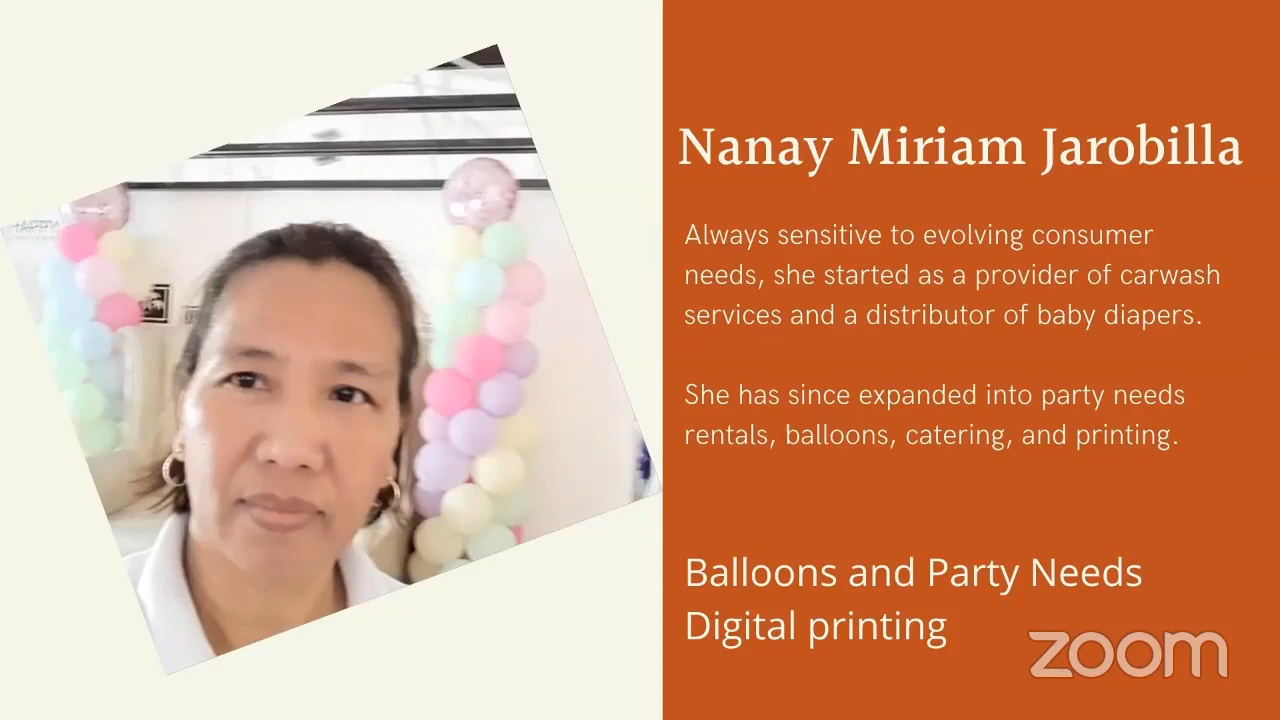 Nanay Miriam Jarobilla
Always sensitive to evolving consumer
needs, she started as a provider of carwash
services and a distributor of baby diapers.
She has since expanded into party needs
rentals, balloons, catering, and printing.
Balloons and Party Needs
Digital printing
zoom